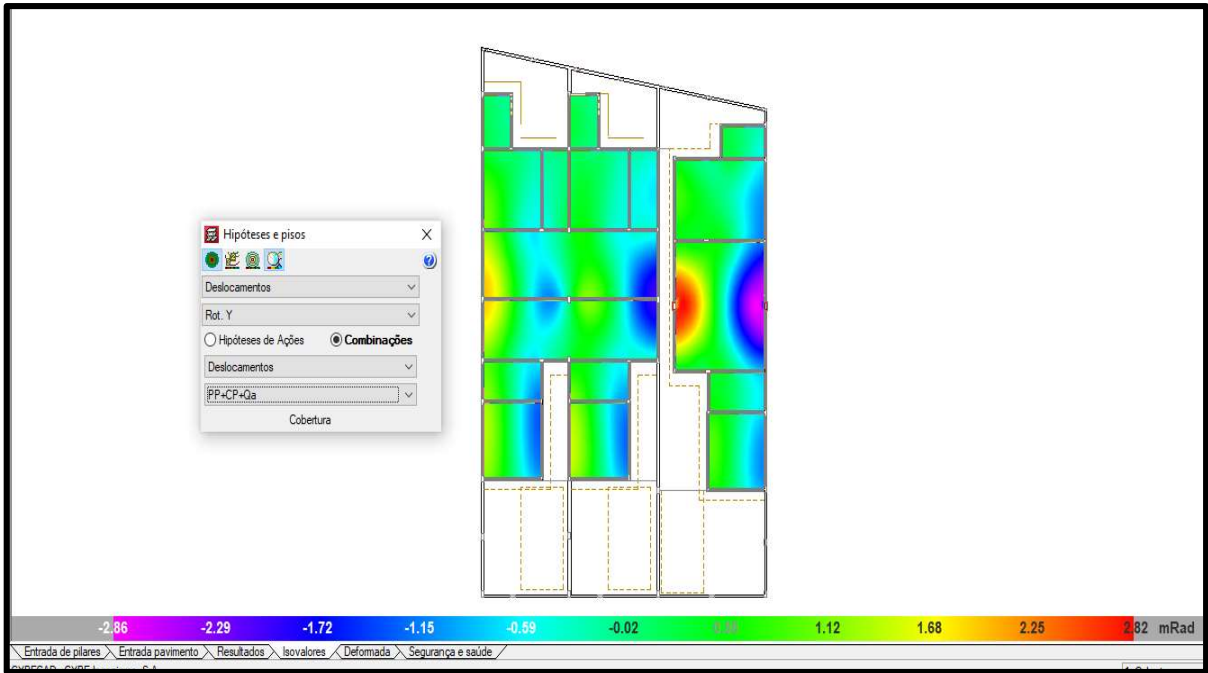 Hipóteses e pisos
Deslocamentos
Rot. Y
Hipóteses de Ações Combinações
Deslocamentos
PP+CP+Qa
Cobertura
-2.86 -2.29 -1.72 -1.15 -0.59 -0.02 1.12 1.68 2.25 2.82 mRad
Entrada de pilares Entrada pavimento Resultados Isovalores Deformada Segurança e saúde